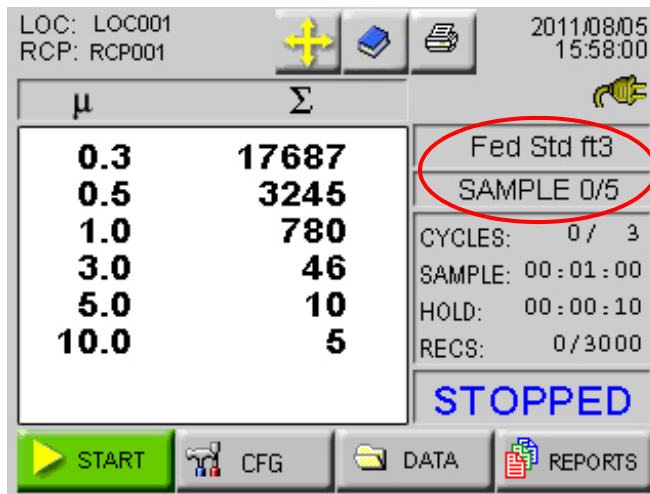 LOC: LOC001
RCP: RCP001
2011/08/05
15:58:00
μ Σ
0.3 17687
0.5 3245
1.0 780
3.0 46
5.0 10
10.0 5
Fed Std ft3
SAMPLE 0/5
CYCLES: 0/ 3
SAMPLE: 00:01:00
HOLD: 00:00:10
RECS: 0/3000
STOPPED
START CFG DATA REPORTS